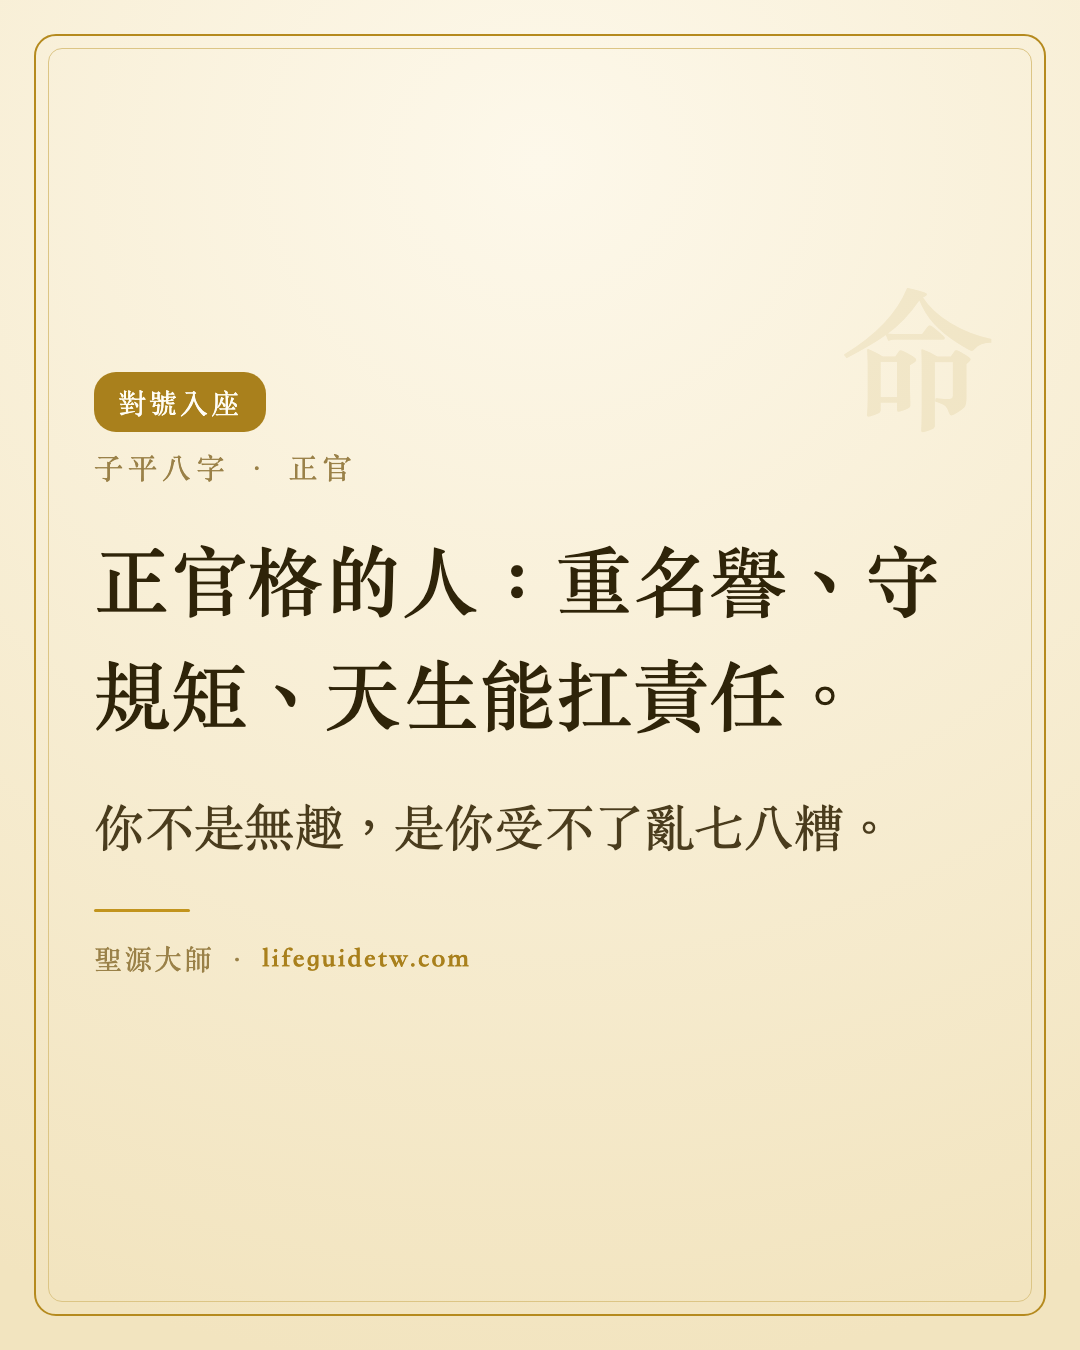 命
對號入座
子平八字 · 正官
正官格的人：重名譽、守
規矩、天生能扛責任。
你不是無趣，是你受不了亂七八糟。
聖源大師 · lifeguidetw.com